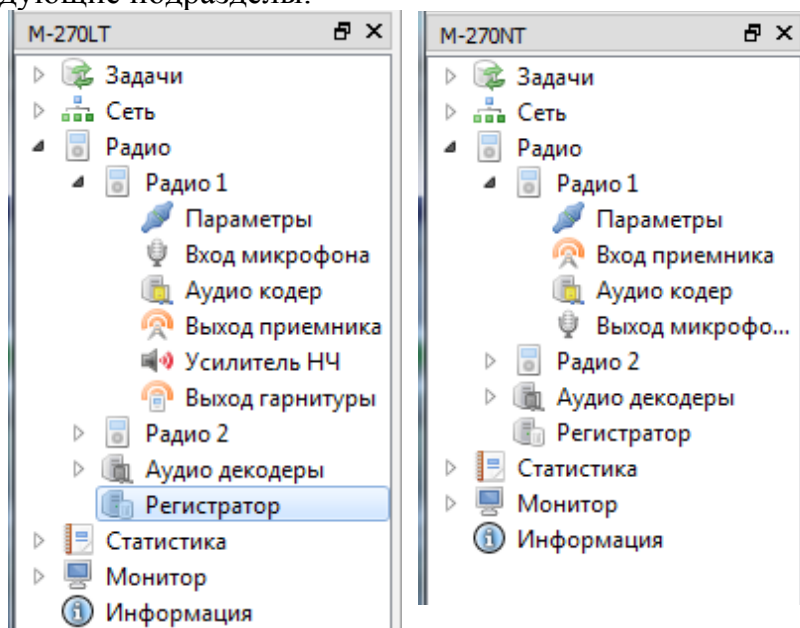 дующие подразделы:
M-270LT
Задачи
Сеть
Радио
Радио 1
Параметры
Вход микрофона
Аудио кодер
Выход приемника
Усилитель НЧ
Выход гарнитуры
Радио 2
Аудио декодеры
Регистратор
Статистика
Монитор
Информация
M-270NT
Задачи
Сеть
Радио
Радио 1
Параметры
Вход приемника
Аудио кодер
Выход микрофо...
Радио 2
Аудио декодеры
Регистратор
Статистика
Монитор
Информация